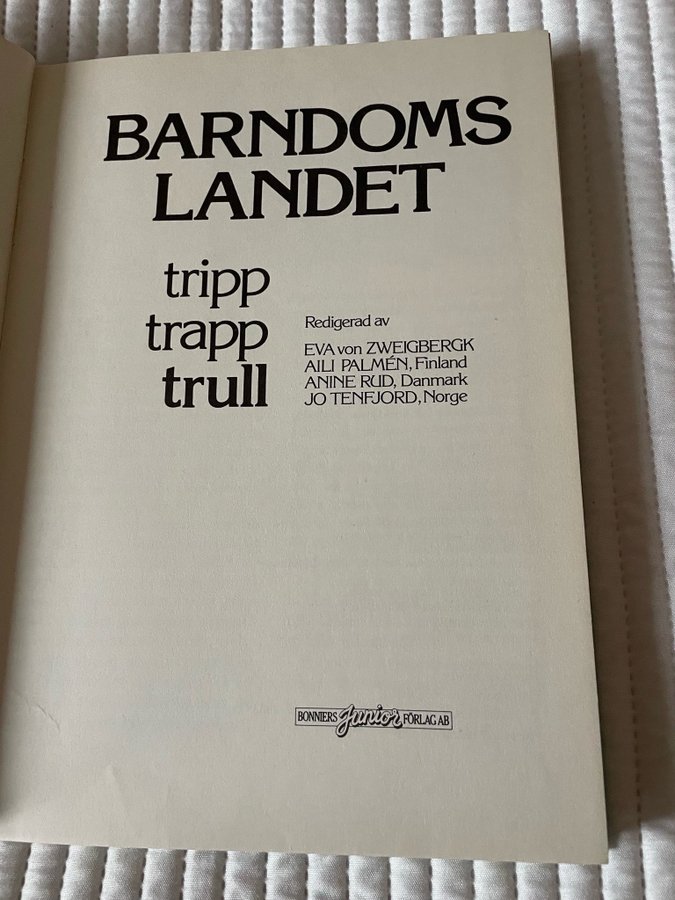 BARNDOMS
LANDET
tripp
trapp
trull
Redigerad av
EVA von ZWEIGBERGK
AILI PALMÉN, Finland
ANINE RUD, Danmark
JO TENFJORD, Norge
BONNIERS Junior FÖRLAG AB